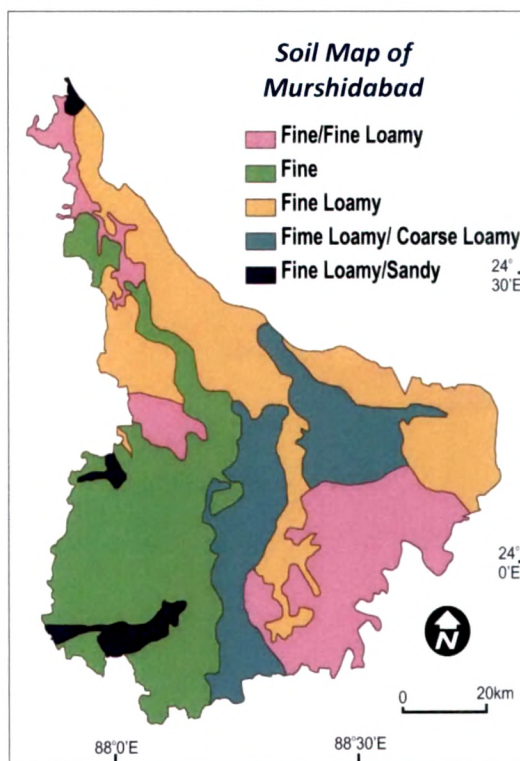 Soil Map of
Murshidabad
Fine/Fine Loamy
Fine
Fine Loamy
Fime Loamy/ Coarse Loamy
Fine Loamy/Sandy
24°
30'E
24°
0'E
N
0 20km
88°0'E 88°30'E